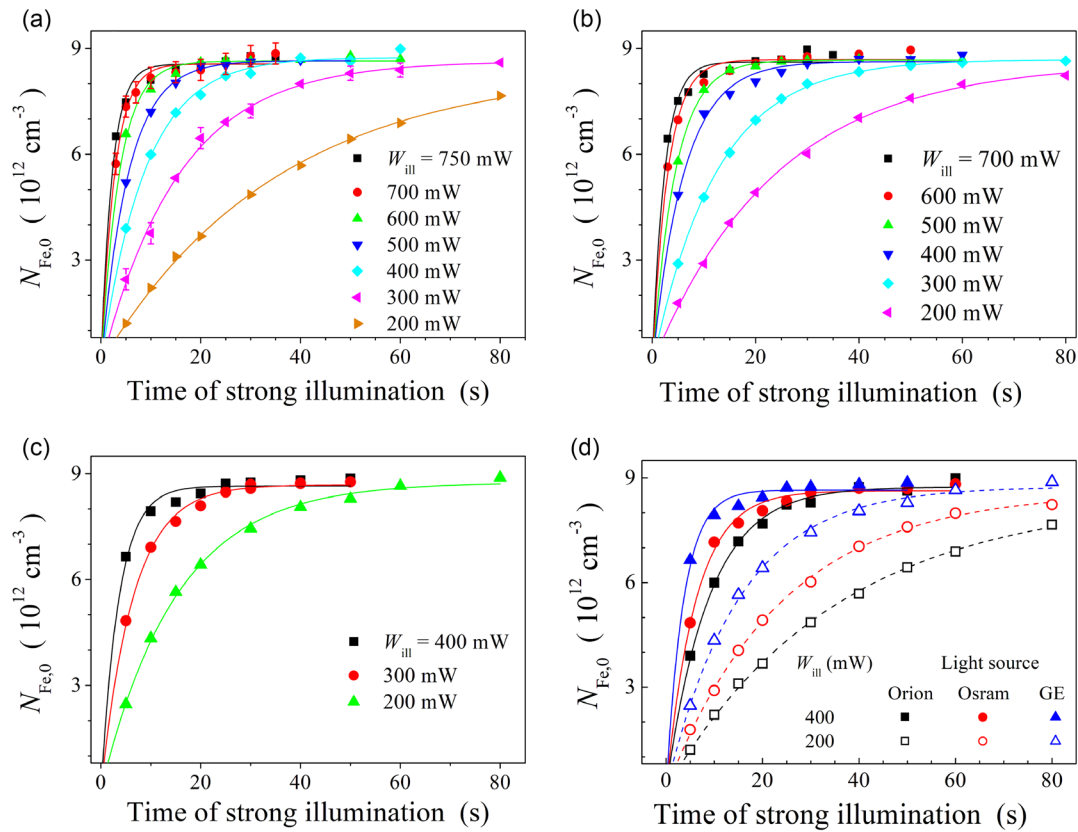 (a)
9
6
3
0 20 40 60 80
N_Fe,0 ( 10^12 cm^-3)
Time of strong illumination (s)
W_ill = 750 mW
700 mW
600 mW
500 mW
400 mW
300 mW
200 mW
(b)
9
6
3
0 20 40 60 80
N_Fe,0 ( 10^12 cm^-3)
Time of strong illumination (s)
W_ill = 700 mW
600 mW
500 mW
400 mW
300 mW
200 mW
(c)
9
6
3
0 20 40 60 80
N_Fe,0 ( 10^12 cm^-3)
Time of strong illumination (s)
W_ill = 400 mW
300 mW
200 mW
(d)
9
6
3
0 20 40 60 80
N_Fe,0 ( 10^12 cm^-3)
Time of strong illumination (s)
W_ill (mW) Light source
Orion Osram GE
400
200